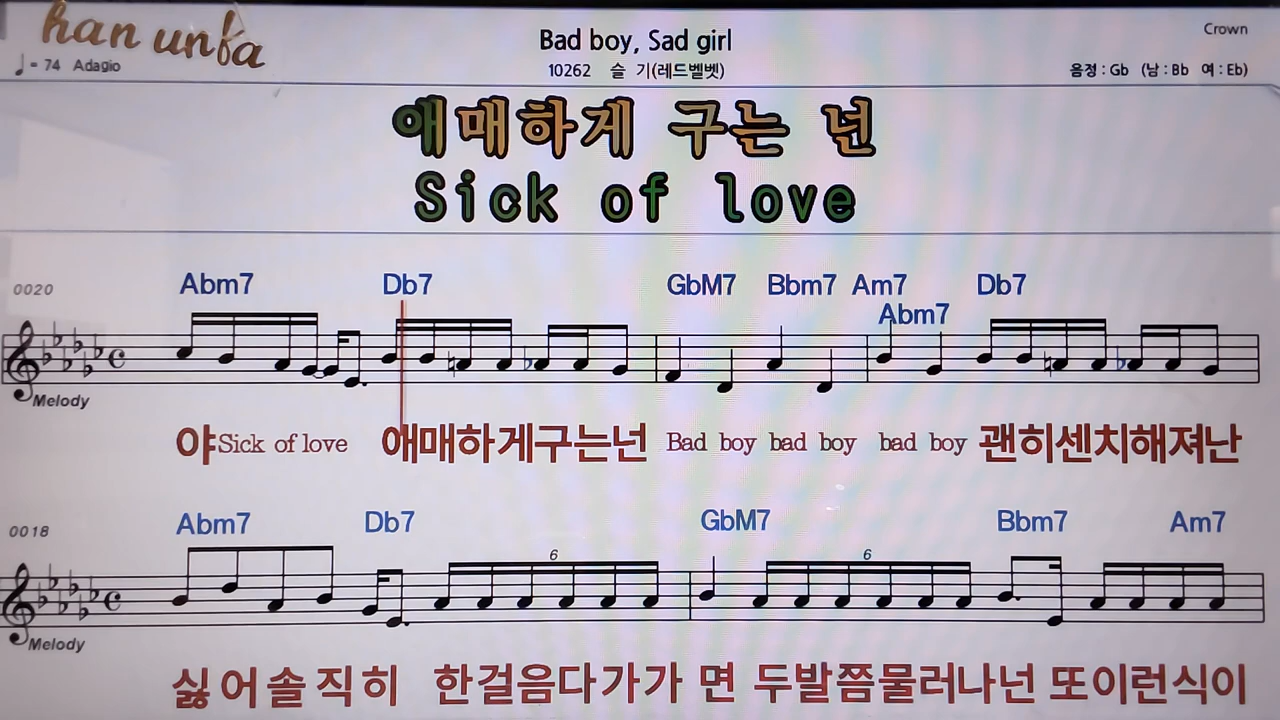 han unfa
Bad boy, Sad girl
Crown
♩= 74 Adagio
10262 슬 기(레드벨벳)
음정 : Gb (남 : Bb 여 : Eb)
애매하게 구는 넌
Sick of love
0020
Abm7 Db7 GbM7 Bbm7 Am7 Db7
Abm7
Melody
야Sick of love 애매하게구는넌 Bad boy bad boy bad boy 괜히센치해져난
0018
Abm7 Db7 GbM7 Bbm7 Am7
6 6
Melody
싫어솔직히 한걸음다가가 면 두발쯤물러나넌 또이런식이